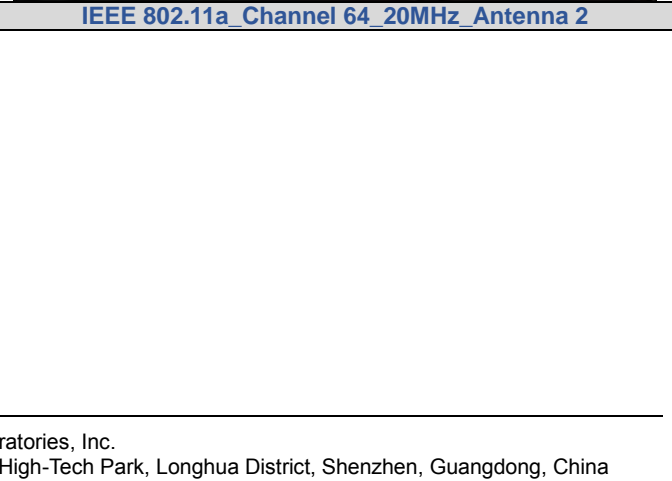 IEEE 802.11a_Channel 64_20MHz_Antenna 2
ratories, Inc.
High-Tech Park, Longhua District, Shenzhen, Guangdong, China